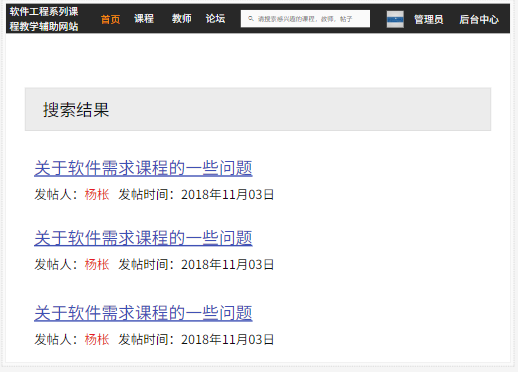 软件工程系列课
程教学辅助网站
首页 课程 教师 论坛 请搜索感兴趣的课程、教师、帖子 管理员 后台中心
搜索结果
关于软件需求课程的一些问题
发帖人：杨枨 发帖时间：2018年11月03日
关于软件需求课程的一些问题
发帖人：杨枨 发帖时间：2018年11月03日
关于软件需求课程的一些问题
发帖人：杨枨 发帖时间：2018年11月03日